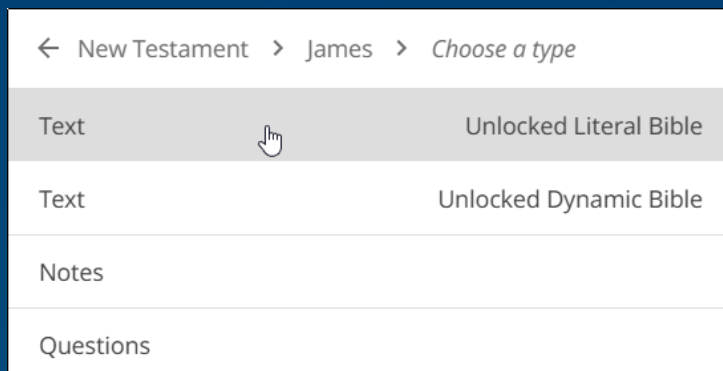 ← New Testament > James > Choose a type
Text Unlocked Literal Bible
Text Unlocked Dynamic Bible
Notes
Questions